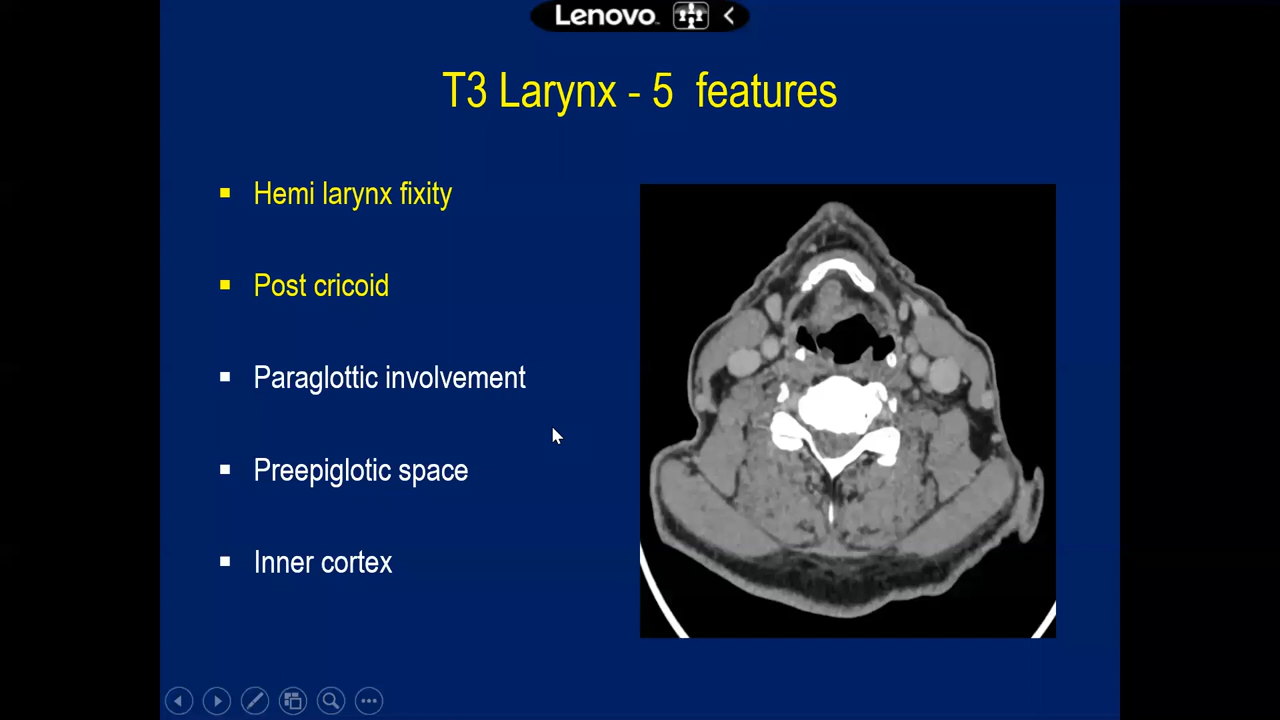 Lenovo
T3 Larynx - 5 features
Hemi larynx fixity
Post cricoid
Paraglottic involvement
Preepiglotic space
Inner cortex